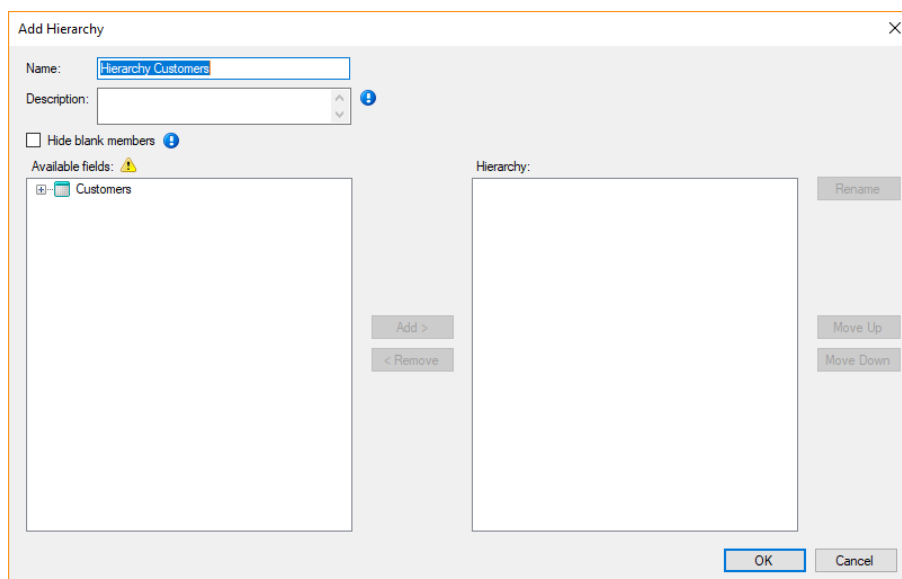 Add Hierarchy
Name: Hierarchy Customers
Description:
Hide blank members
Available fields:
Hierarchy:
Customers
Rename
Add >
Move Up
< Remove
Move Down
OK Cancel